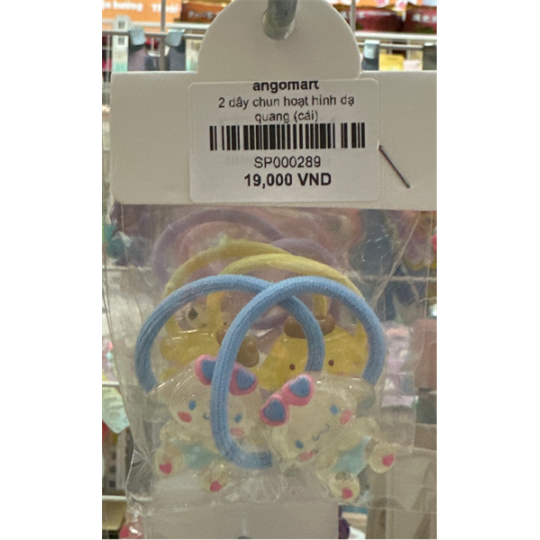 angomart
2 dây chun hoạt hình dạ
quang (cái)
SP000289
19,000 VND